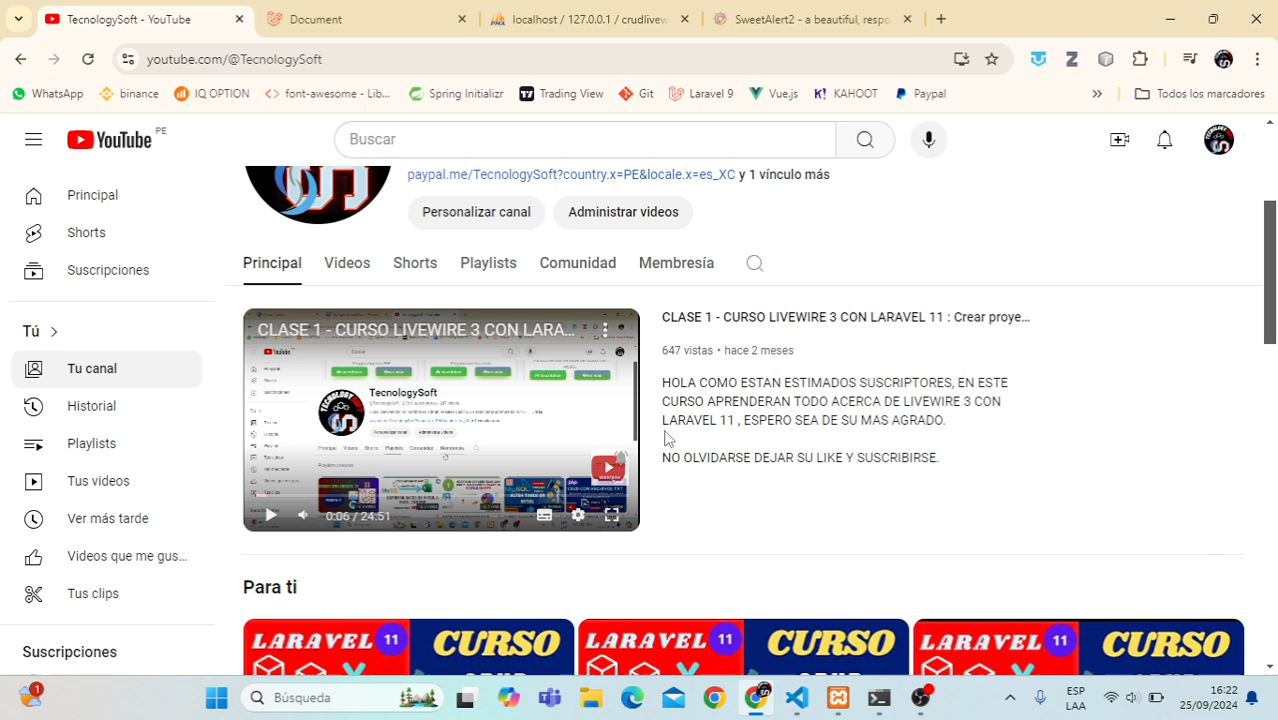 TecnologySoft - YouTube
Document
localhost / 127.0.0.1 / crudlivew
SweetAlert2 - a beautiful, respo
youtube.com/@TecnologySoft
WhatsApp
binance
IQ OPTION
font-awesome - Lib...
Spring Initializr
Trading View
Git
Laravel 9
Vue.js
KAHOOT
Paypal
Todos los marcadores
YouTube PE
Buscar
paypal.me/TecnologySoft?country.x=PE&locale.x=es_XC y 1 vínculo más
Personalizar canal
Administrar videos
Principal
Shorts
Suscripciones
Tú
Tu canal
Historial
Playlists
Tus videos
Ver más tarde
Videos que me gus...
Tus clips
Suscripciones
Principal
Videos
Shorts
Playlists
Comunidad
Membresía
CLASE 1 - CURSO LIVEWIRE 3 CON LARA...
TecnologySoft
0:06 / 24:51
CLASE 1 - CURSO LIVEWIRE 3 CON LARAVEL 11 : Crear proye...
647 vistas • hace 2 meses
HOLA COMO ESTAN ESTIMADOS SUSCRIPTORES, EN ESTE
CURSO APRENDERAN TODO ACERCA DE LIVEWIRE 3 CON
LARAVEL 11 , ESPERO SEA DE SU MAS AGRADO.
NO OLVIDARSE DEJAR SU LIKE Y SUSCRIBIRSE.
Para ti
LARAVEL 11 CURSO
LARAVEL 11 CURSO
LARAVEL 11 CURSO
1
Búsqueda
ESP
LAA
16:22
25/09/2024